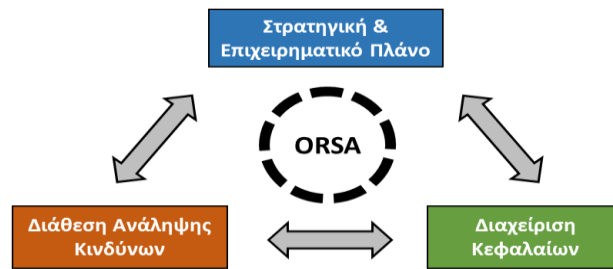 Στρατηγική &
Επιχειρηματικό Πλάνο
ORSA
Διάθεση Ανάληψης
Κινδύνων
Διαχείριση
Κεφαλαίων